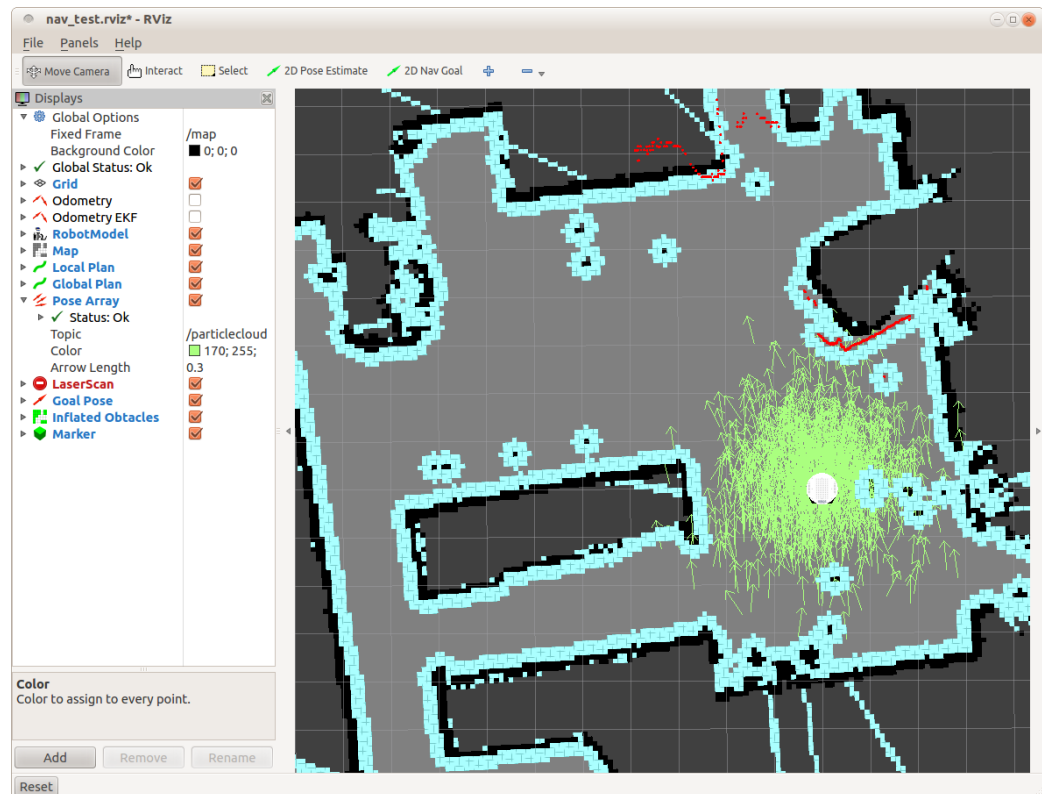 nav_test.rviz* - RViz
File Panels Help
Move Camera Interact Select 2D Pose Estimate 2D Nav Goal
Displays
Global Options
Fixed Frame /map
Background Color 0; 0; 0
Global Status: Ok
Grid
Odometry
Odometry EKF
RobotModel
Map
Local Plan
Global Plan
Pose Array
Status: Ok
Topic /particlecloud
Color 170; 255;
Arrow Length 0.3
LaserScan
Goal Pose
Inflated Obtacles
Marker
Color
Color to assign to every point.
Add Remove Rename
Reset